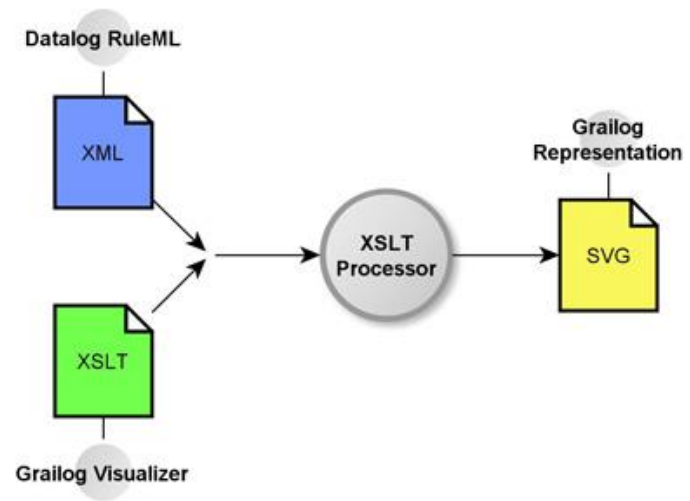 Datalog RuleML
XML
XSLT
Grailog Visualizer
XSLT
Processor
Grailog
Representation
SVG